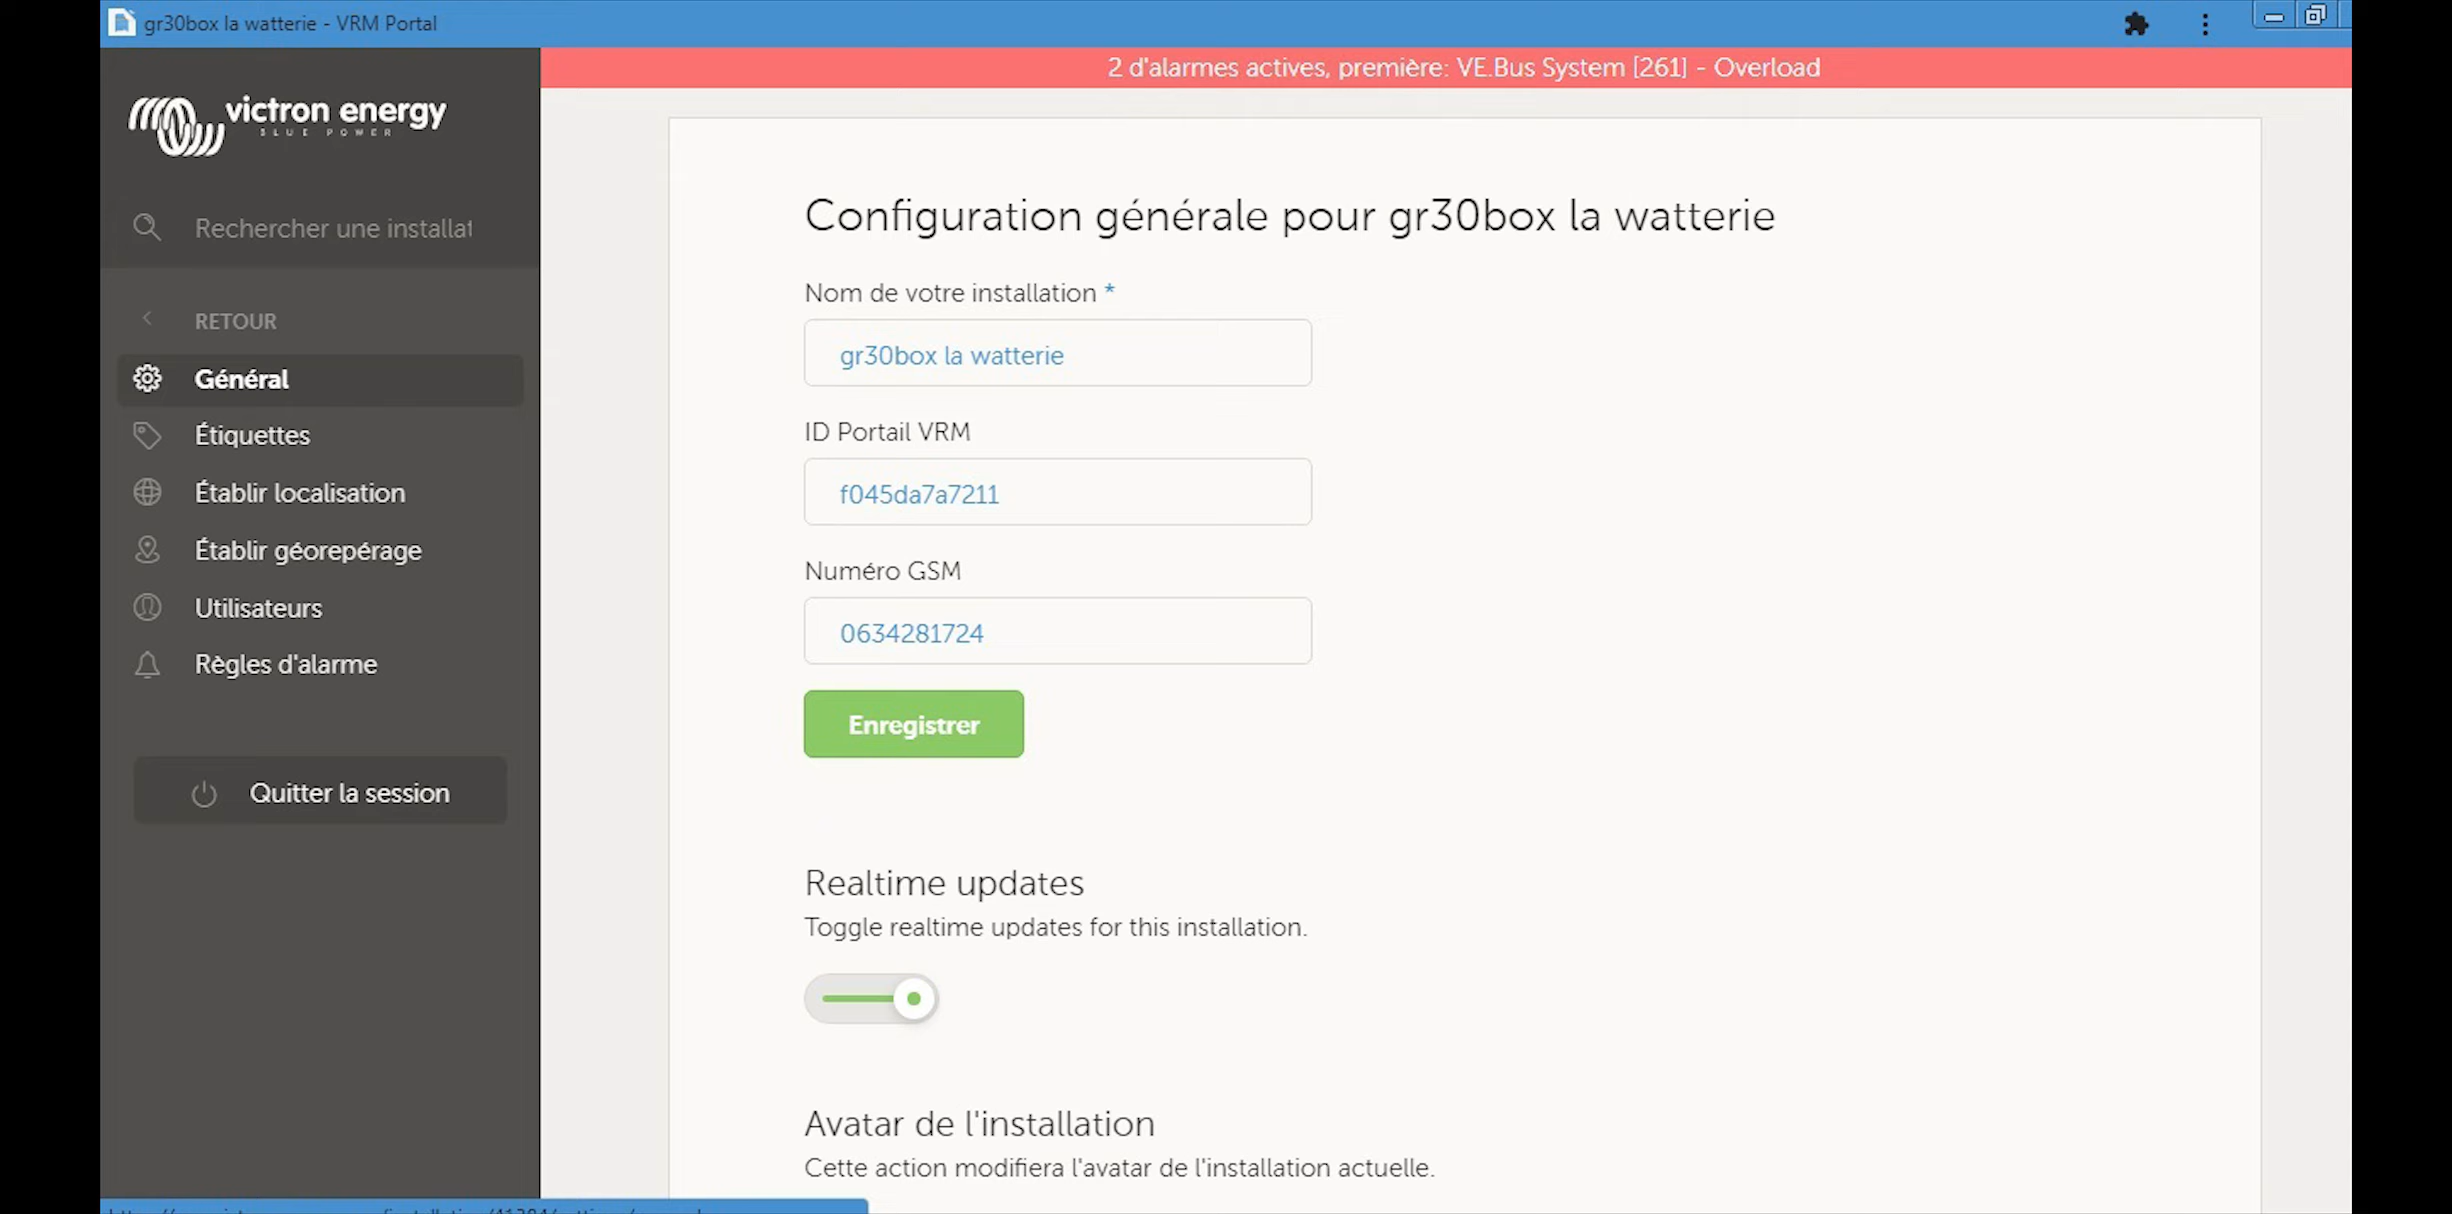 gr30box la watterie - VRM Portal
2 d'alarmes actives, première: VE.Bus System [261] - Overload
victron energy
BLUE POWER
Rechercher une installat
RETOUR
Général
Étiquettes
Établir localisation
Établir géorepérage
Utilisateurs
Règles d'alarme
Quitter la session
Configuration générale pour gr30box la watterie
Nom de votre installation *
gr30box la watterie
ID Portail VRM
f045da7a7211
Numéro GSM
0634281724
Enregistrer
Realtime updates
Toggle realtime updates for this installation.
Avatar de l'installation
Cette action modifiera l'avatar de l'installation actuelle.